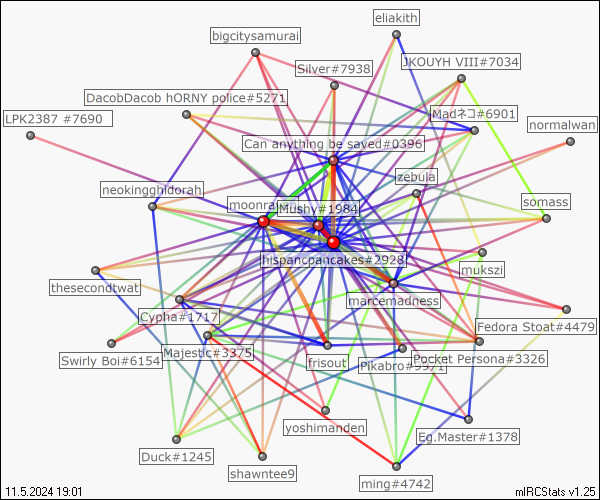 eliakith
bigcitysamurai
Silver#7938
JKOUYH VIII#7034
DacobDacob hORNY police#5271
LPK2387 #7690
Madネコ#6901
normalwan
Can anything be saved#0396
zebula
neokingghidorah
somass
Mushy#1984
hispancpancakes#2928
mukszi
thesecondtwat
marcemadness
Cypha#1717
Fedora Stoat#4479
Majestic#3375
Swirly Boi#6154
frisout
Pocket Persona#3326
yoshimanden
Eg.Master#1378
Duck#1245
shawntee9
ming#4742
11.5.2024 19:01
mIRCStats v1.25